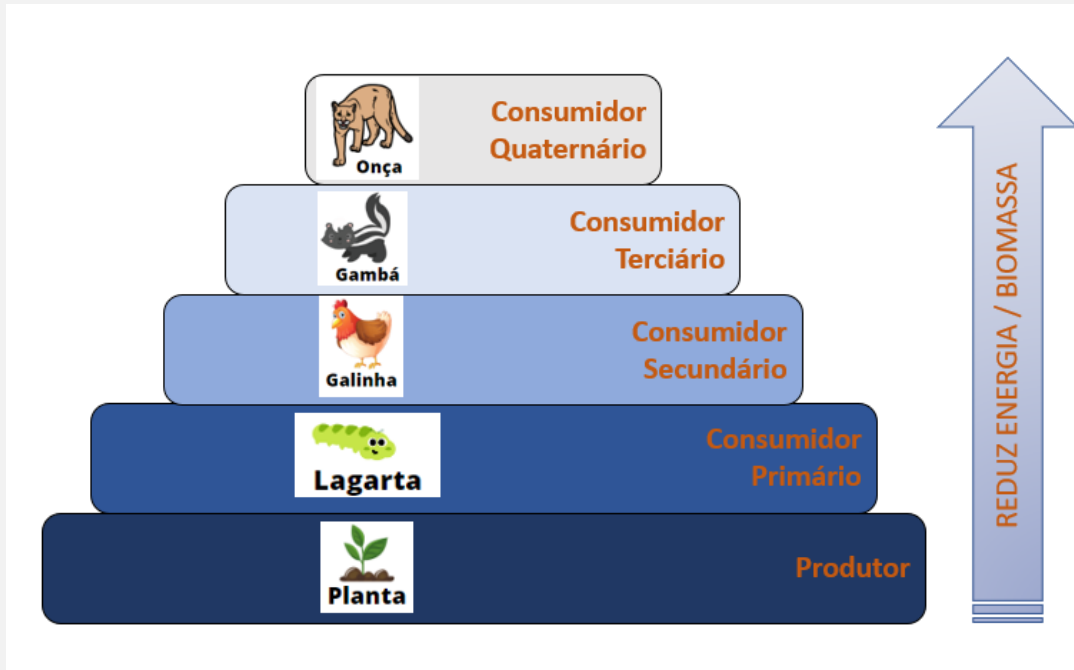 Onça
Consumidor
Quaternário
Gambá
Consumidor
Terciário
Galinha
Consumidor
Secundário
Lagarta
Consumidor
Primário
Planta
Produtor
REDUZ ENERGIA / BIOMASSA